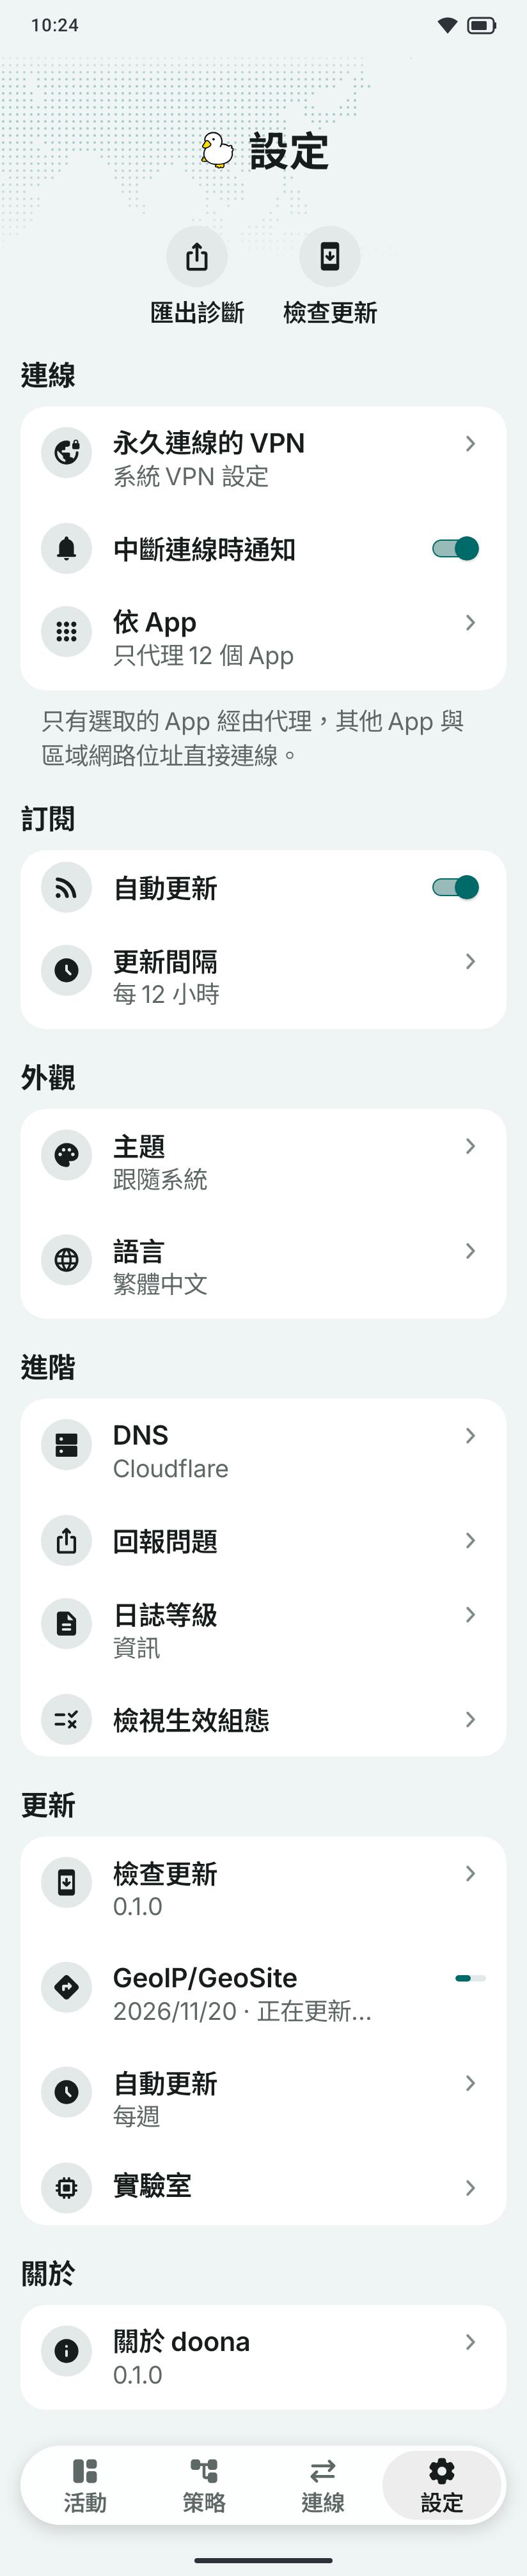 10:24
設定
匯出診斷
檢查更新
連線
永久連線的 VPN
系統 VPN 設定
中斷連線時通知
依 App
只代理 12 個 App
只有選取的 App 經由代理，其他 App 與
區域網路位址直接連線。
訂閱
自動更新
更新間隔
每 12 小時
外觀
主題
跟隨系統
語言
繁體中文
進階
DNS
Cloudflare
回報問題
日誌等級
資訊
檢視生效組態
更新
檢查更新
0.1.0
GeoIP/GeoSite
2026/11/20 · 正在更新…
自動更新
每週
實驗室
關於
關於 doona
0.1.0
活動
策略
連線
設定